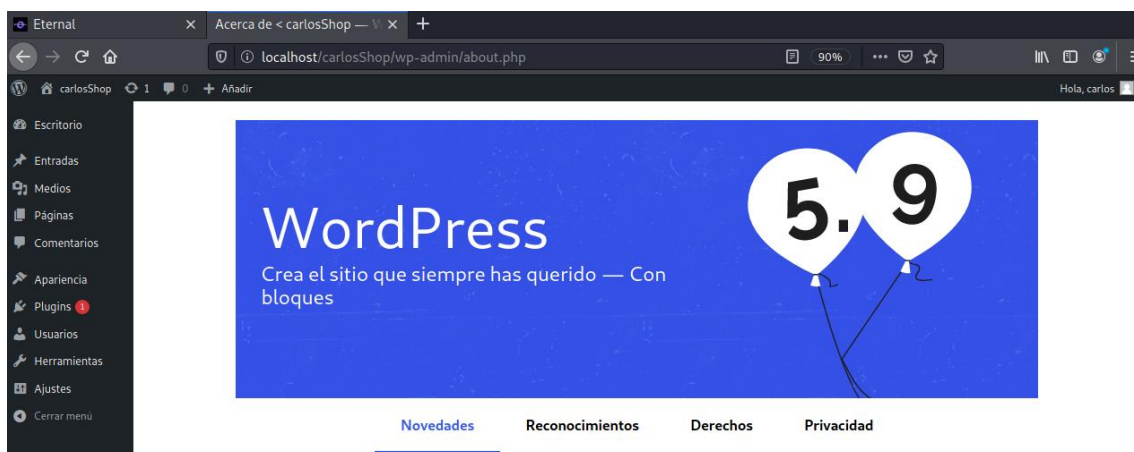 Eternal
Acerca de < carlosShop — W
localhost/carlosShop/wp-admin/about.php
90%
carlosShop 1 0 + Añadir
Hola, carlos
Escritorio
Entradas
Medios
Páginas
Comentarios
Apariencia
Plugins 1
Usuarios
Herramientas
Ajustes
Cerrar menú
WordPress
Crea el sitio que siempre has querido — Con
bloques
5.9
Novedades Reconocimientos Derechos Privacidad